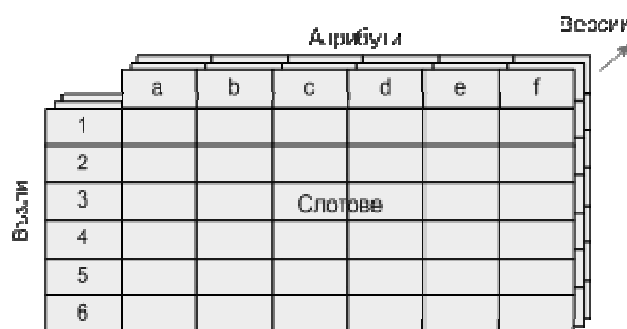 Версии
Атрибути
a b c d e f
1
2
3 Слотове
4
5
6
Възли